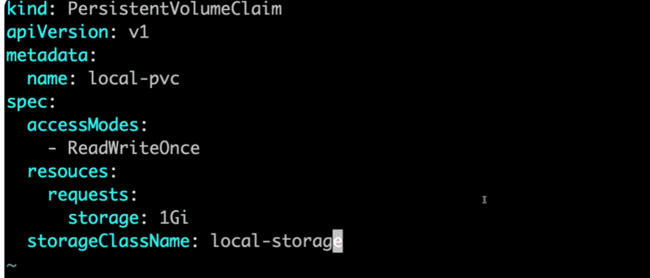 kind: PersistentVolumeClaim
apiVersion: v1
metadata:
  name: local-pvc
spec:
  accessModes:
    - ReadWriteOnce
  resouces:
    requests:
      storage: 1Gi
  storageClassName: local-storage
~